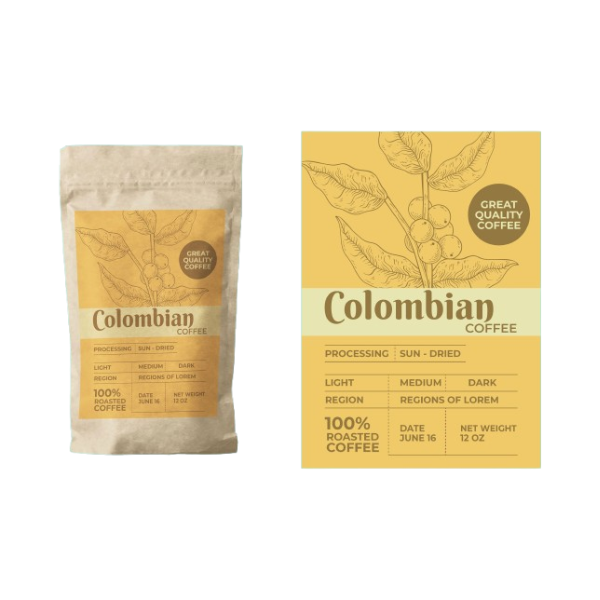 GREAT
QUALITY
COFFEE
Colombian
COFFEE
PROCESSING SUN - DRIED
LIGHT MEDIUM DARK
REGION REGIONS OF LOREM
100%
ROASTED
COFFEE
DATE
JUNE 16
NET WEIGHT
12 OZ
GREAT
QUALITY
COFFEE
Colombian
COFFEE
PROCESSING SUN - DRIED
LIGHT MEDIUM DARK
REGION REGIONS OF LOREM
100%
ROASTED
COFFEE
DATE
JUNE 16
NET WEIGHT
12 OZ